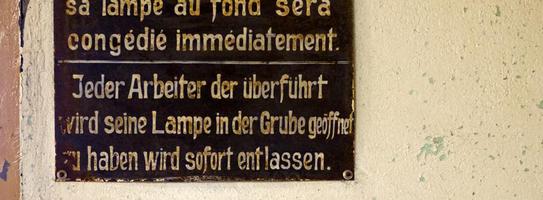 sa lampe au fond sera
congédié immédiatement.
Jeder Arbeiter der überführt
wird seine Lampe in der Grube geöffnet
zu haben wird sofort entlassen.